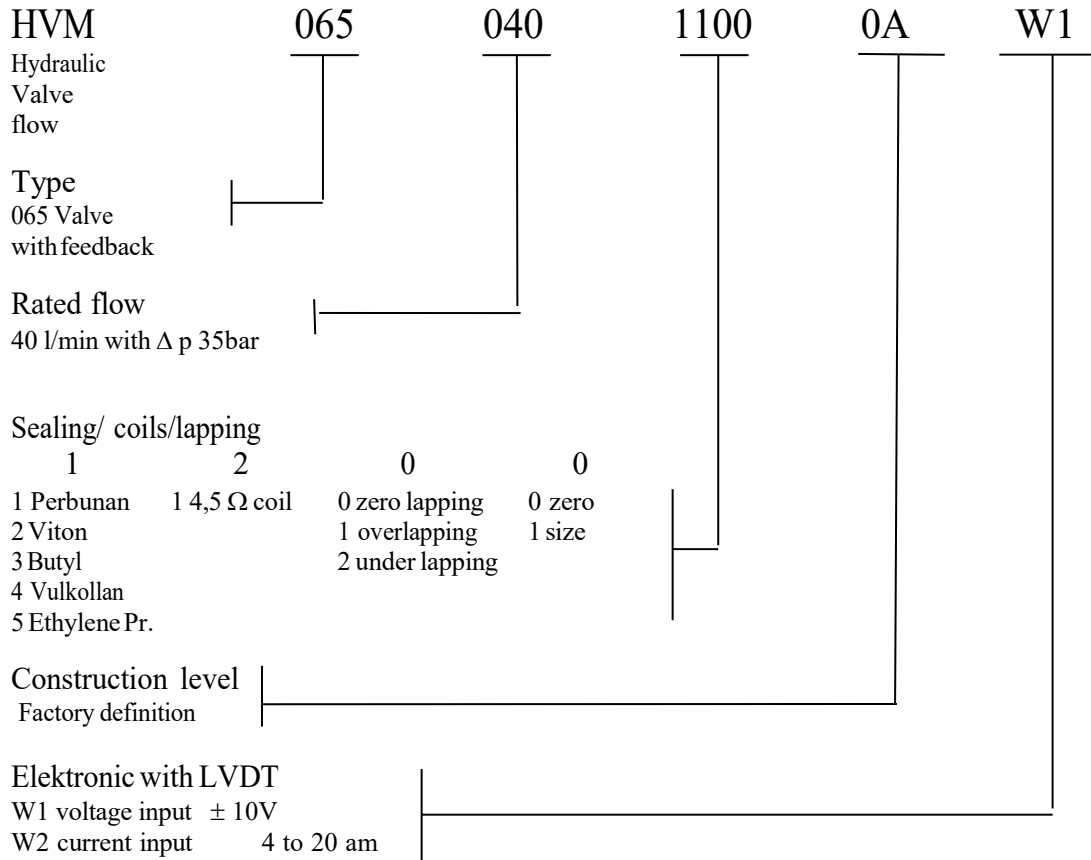 HVM 065 040 1100 0A W1
Hydraulic
Valve
flow
Type
065 Valve
with feedback
Rated flow
40 l/min with Δ p 35bar
Sealing/ coils/lapping
1 2 0 0
1 Perbunan 1 4,5 Ω coil 0 zero lapping 0 zero
2 Viton 1 overlapping 1 size
3 Butyl 2 under lapping
4 Vulkollan
5 Ethylene Pr.
Construction level
Factory definition
Elektronic with LVDT
W1 voltage input ± 10V
W2 current input 4 to 20 am